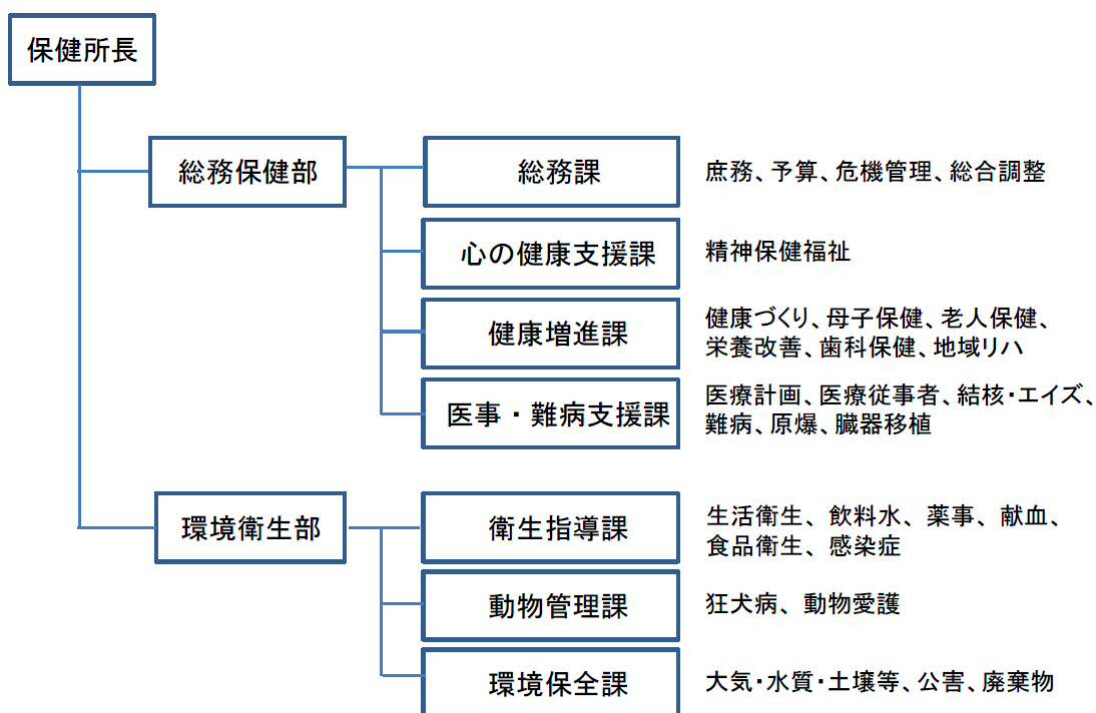 保健所長
総務保健部
総務課
庶務、予算、危機管理、総合調整
心の健康支援課
精神保健福祉
健康増進課
健康づくり、母子保健、老人保健、
栄養改善、歯科保健、地域リハ
医事・難病支援課
医療計画、医療従事者、結核・エイズ、
難病、原爆、臓器移植
環境衛生部
衛生指導課
生活衛生、飲料水、薬事、献血、
食品衛生、感染症
動物管理課
狂犬病、動物愛護
環境保全課
大気・水質・土壌等、公害、廃棄物